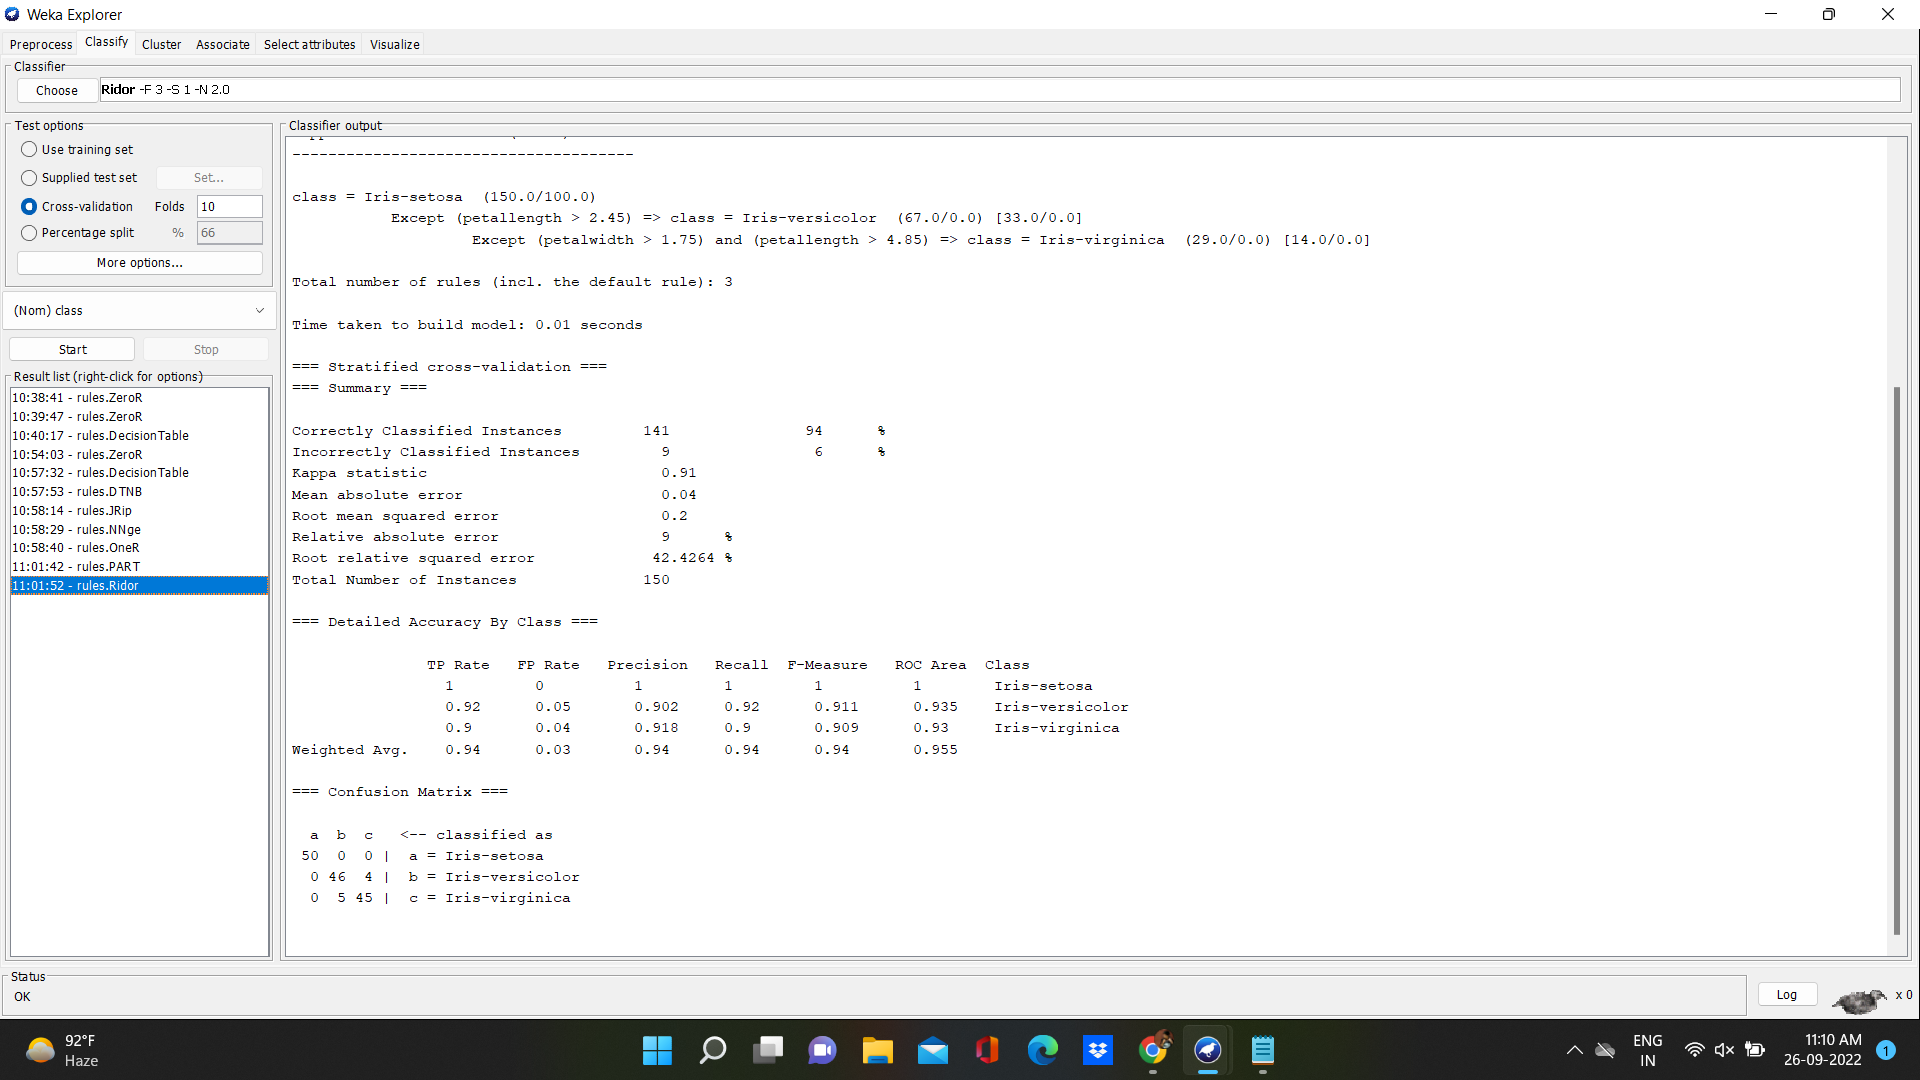 Weka Explorer
Preprocess Classify Cluster Associate Select attributes Visualize
Classifier
Choose Ridor -F 3 -S 1 -N 2.0
Test options
Use training set
Supplied test set Set...
Cross-validation Folds 10
Percentage split % 66
More options...
(Nom) class
Start Stop
Result list (right-click for options)
10:38:41 - rules.ZeroR
10:39:47 - rules.ZeroR
10:40:17 - rules.DecisionTable
10:54:03 - rules.ZeroR
10:57:32 - rules.DecisionTable
10:57:53 - rules.DTNB
10:58:14 - rules.JRip
10:58:29 - rules.NNge
10:58:40 - rules.OneR
11:01:42 - rules.PART
11:01:52 - rules.Ridor
Classifier output
--------------------------------------
class = Iris-setosa  (150.0/100.0)
Except (petallength > 2.45) => class = Iris-versicolor  (67.0/0.0) [33.0/0.0]
Except (petalwidth > 1.75) and (petallength > 4.85) => class = Iris-virginica  (29.0/0.0) [14.0/0.0]
Total number of rules (incl. the default rule): 3
Time taken to build model: 0.01 seconds
=== Stratified cross-validation ===
=== Summary ===
Correctly Classified Instances 141 94 %
Incorrectly Classified Instances 9 6 %
Kappa statistic 0.91
Mean absolute error 0.04
Root mean squared error 0.2
Relative absolute error 9 %
Root relative squared error 42.4264 %
Total Number of Instances 150
=== Detailed Accuracy By Class ===
TP Rate FP Rate Precision Recall F-Measure ROC Area Class
1 0 1 1 1 1 Iris-setosa
0.92 0.05 0.902 0.92 0.911 0.935 Iris-versicolor
0.9 0.04 0.918 0.9 0.909 0.93 Iris-virginica
Weighted Avg. 0.94 0.03 0.94 0.94 0.94 0.955
=== Confusion Matrix ===
a b c <-- classified as
50 0 0 | a = Iris-setosa
0 46 4 | b = Iris-versicolor
0 5 45 | c = Iris-virginica
Status
OK
Log x 0
92°F
Haze
ENG
IN
11:10 AM
26-09-2022
1